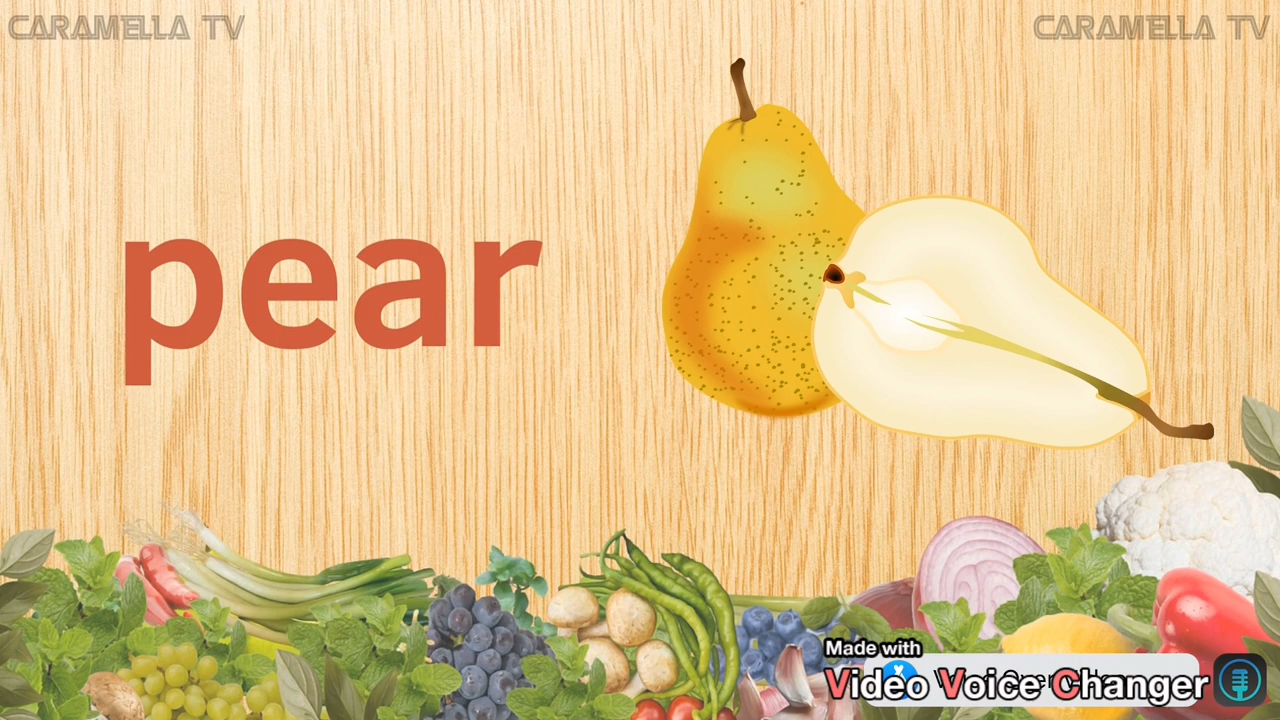 CARAMELLA TV
CARAMELLA TV
pear
Made with
Video Voice Changer